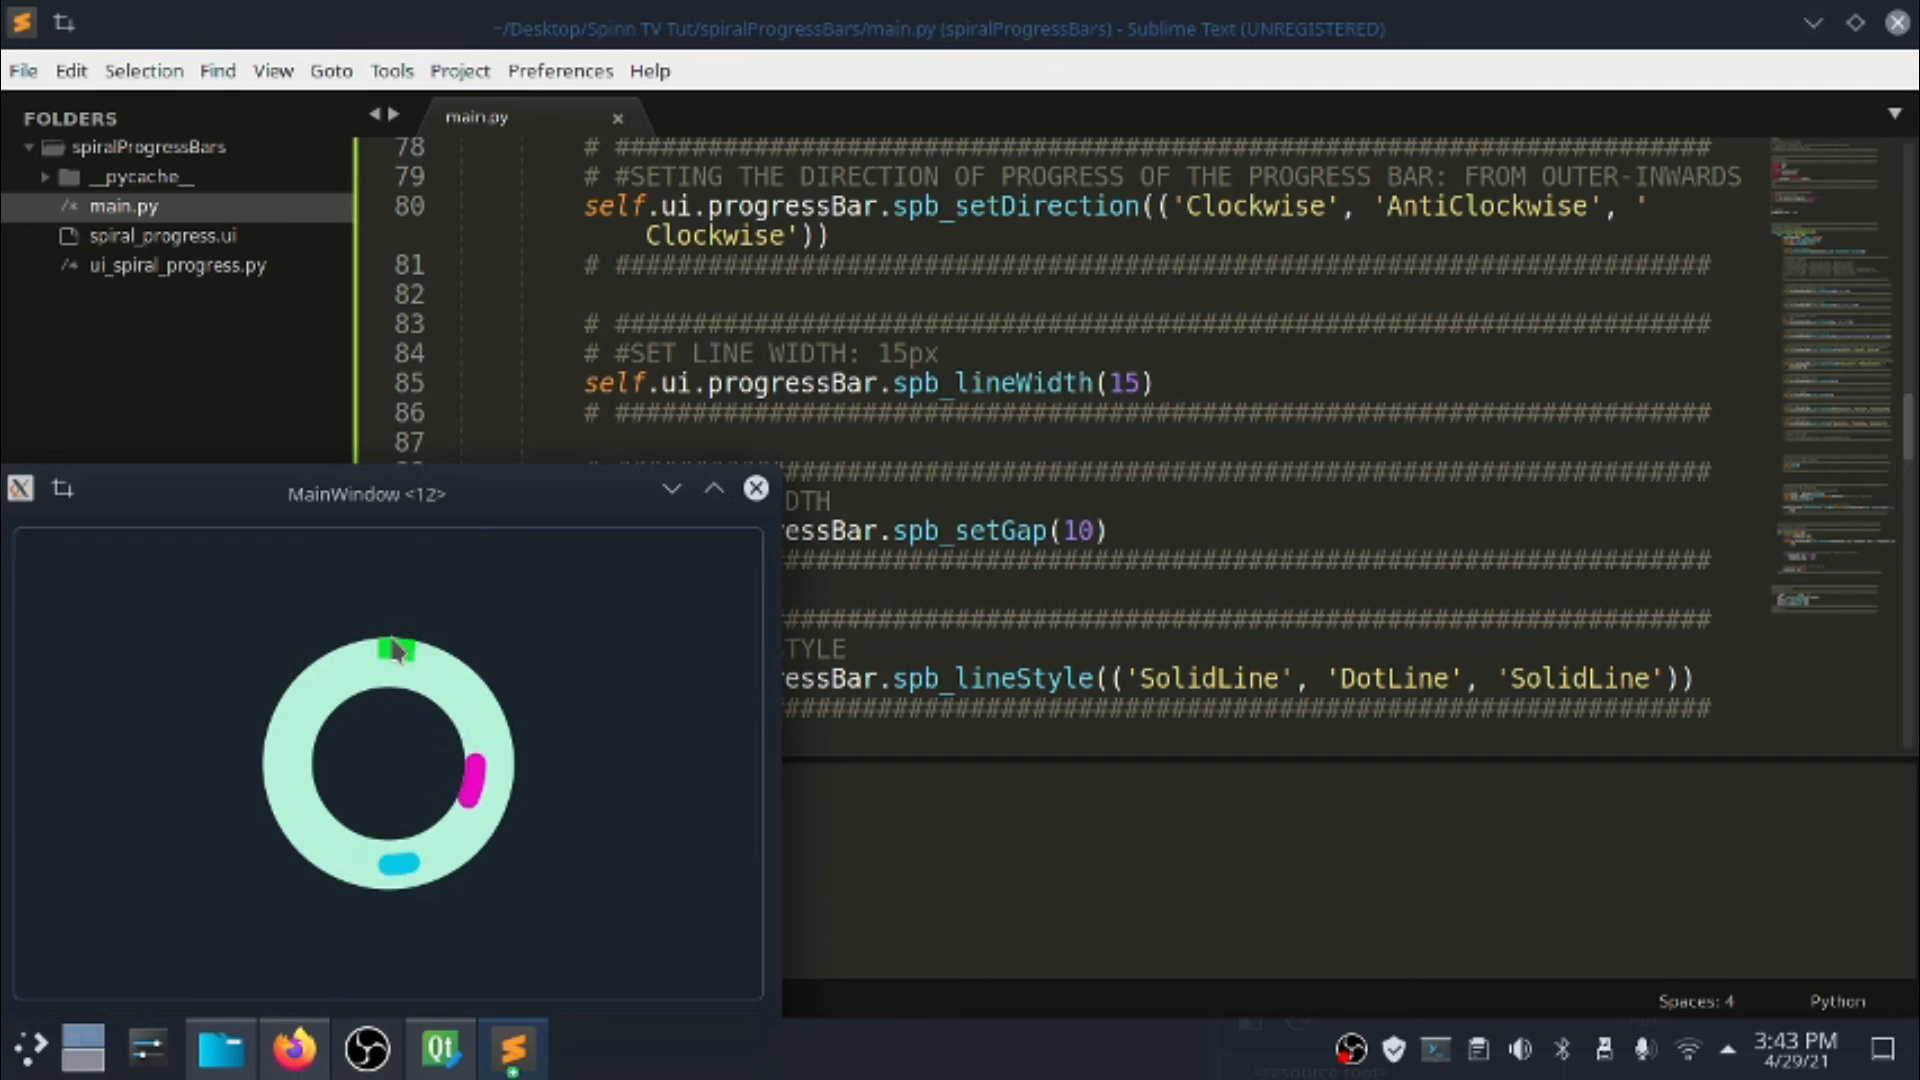 ~/Desktop/Spinn TV Tut/spiralProgressBars/main.py (spiralProgressBars) - Sublime Text (UNREGISTERED)
File Edit Selection Find View Goto Tools Project Preferences Help
FOLDERS
spiralProgressBars
__pycache__
/* main.py
spiral_progress.ui
/* ui_spiral_progress.py
main.py
78 # #######################################################################
79 # #SETING THE DIRECTION OF PROGRESS OF THE PROGRESS BAR: FROM OUTER-INWARDS
80 self.ui.progressBar.spb_setDirection(('Clockwise', 'AntiClockwise', '
Clockwise'))
81 # #######################################################################
82
83 # #######################################################################
84 # #SET LINE WIDTH: 15px
85 self.ui.progressBar.spb_lineWidth(15)
86 # #######################################################################
87
############################################################
DTH
essBar.spb_setGap(10)
############################################################
############################################################
STYLE
essBar.spb_lineStyle(('SolidLine', 'DotLine', 'SolidLine'))
############################################################
MainWindow <12>
Spaces: 4 Python
Qt
3:43 PM
4/29/21